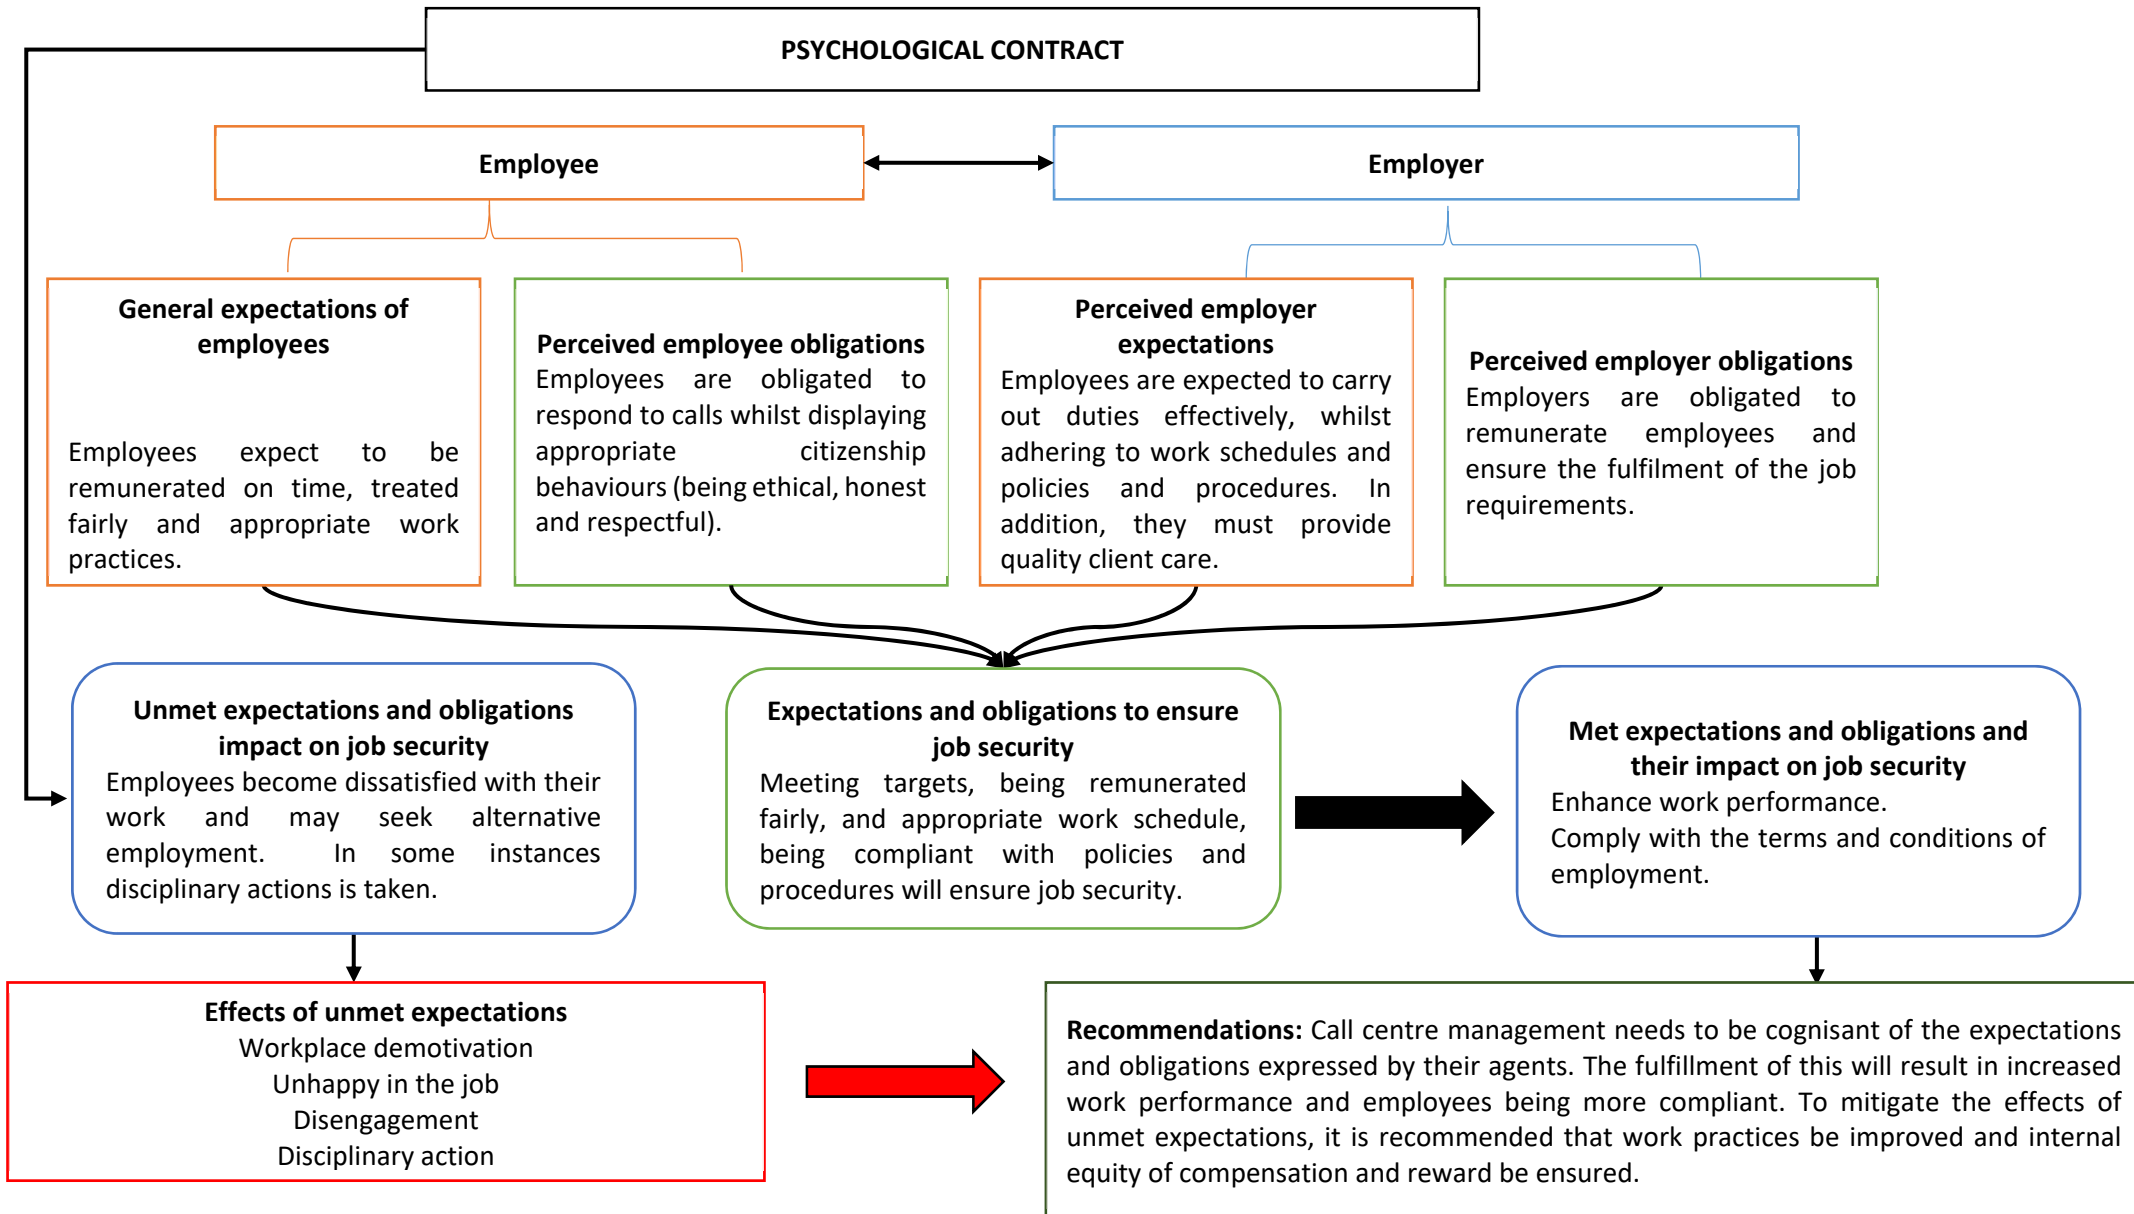 PSYCHOLOGICAL CONTRACT
Employee
Employer
General expectations of
employees
Employees expect to be
remunerated on time, treated
fairly and appropriate work
practices.
Perceived employee obligations
Employees are obligated to
respond to calls whilst displaying
appropriate citizenship
behaviours (being ethical, honest
and respectful).
Perceived employer
expectations
Employees are expected to carry
out duties effectively, whilst
adhering to work schedules and
policies and procedures. In
addition, they must provide
quality client care.
Perceived employer obligations
Employers are obligated to
remunerate employees and
ensure the fulfilment of the job
requirements.
Unmet expectations and obligations
impact on job security
Employees become dissatisfied with their
work and may seek alternative
employment. In some instances
disciplinary actions is taken.
Expectations and obligations to ensure
job security
Meeting targets, being remunerated
fairly, and appropriate work schedule,
being compliant with policies and
procedures will ensure job security.
Met expectations and obligations and
their impact on job security
Enhance work performance.
Comply with the terms and conditions of
employment.
Effects of unmet expectations
Workplace demotivation
Unhappy in the job
Disengagement
Disciplinary action
Recommendations: Call centre management needs to be cognisant of the expectations
and obligations expressed by their agents. The fulfillment of this will result in increased
work performance and employees being more compliant. To mitigate the effects of
unmet expectations, it is recommended that work practices be improved and internal
equity of compensation and reward be ensured.